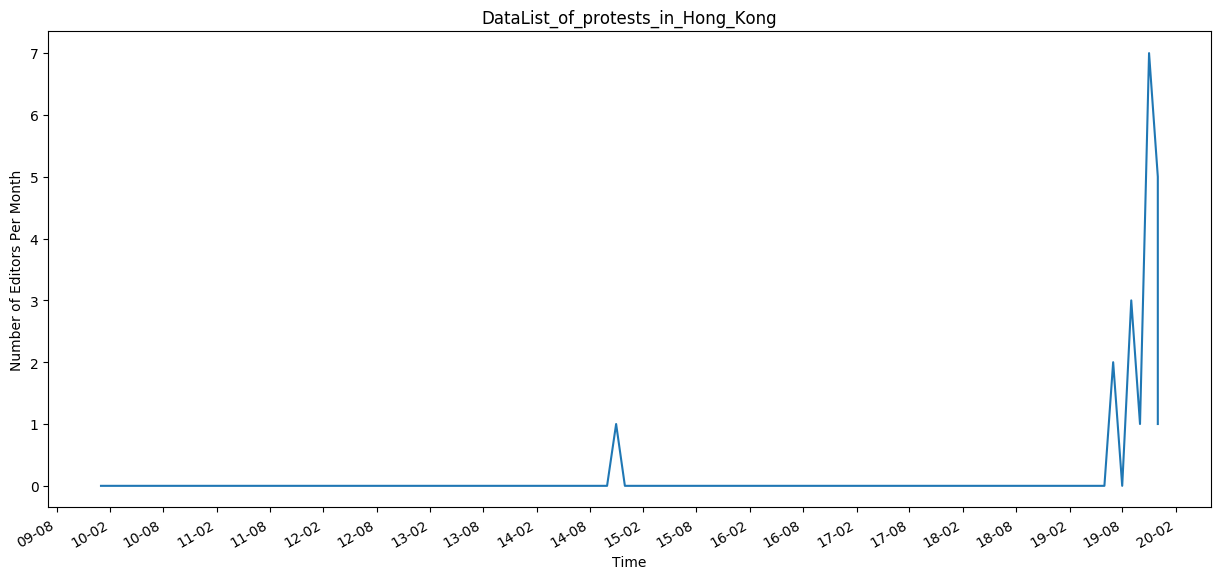 DataList_of_protests_in_Hong_Kong
Number of Editors Per Month
7
6
5
4
3
2
1
0
09-08 10-02 10-08 11-02 11-08 12-02 12-08 13-02 13-08 14-02 14-08 15-02 15-08 16-02 16-08 17-02 17-08 18-02 18-08 19-02 19-08 20-02
Time